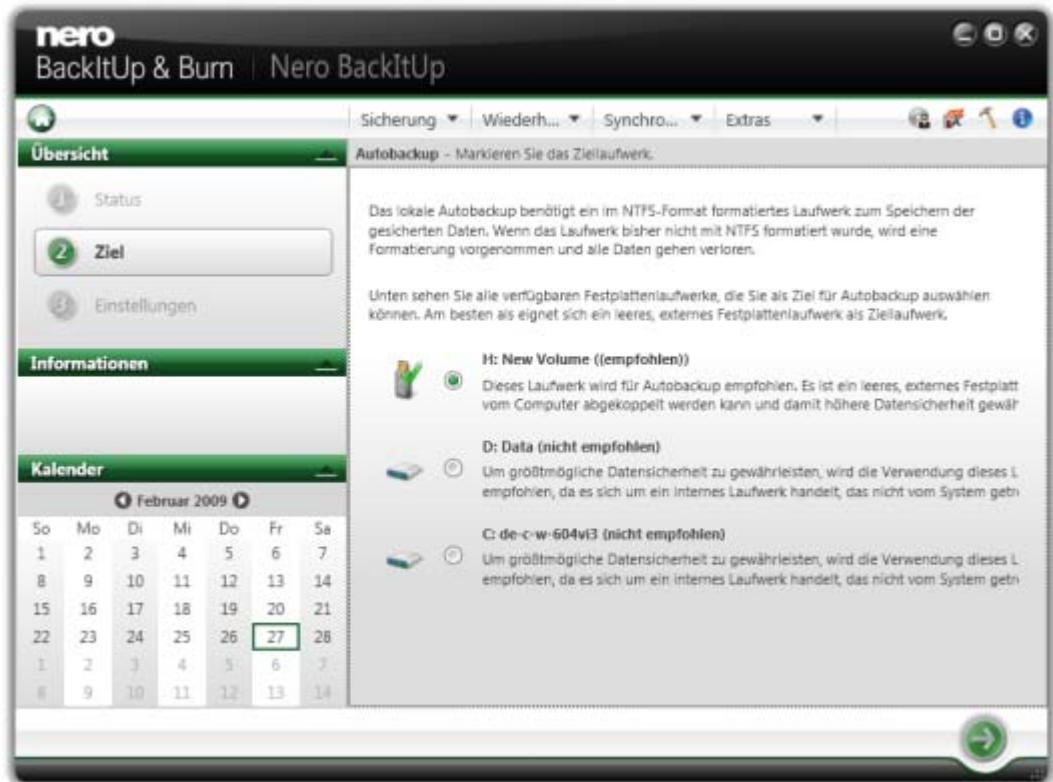 nero
BackItUp & Burn | Nero BackItUp
Sicherung Wiederh... Synchro... Extras
Übersicht
1 Status
2 Ziel
3 Einstellungen
Informationen
Kalender
Februar 2009
So Mo Di Mi Do Fr Sa
1 2 3 4 5 6 7
8 9 10 11 12 13 14
15 16 17 18 19 20 21
22 23 24 25 26 27 28
1 2 3 4 5 6 7
8 9 10 11 12 13 14
Autobackup - Markieren Sie das Ziellaufwerk.
Das lokale Autobackup benötigt ein im NTFS-Format formatiertes Laufwerk zum Speichern der
gesicherten Daten. Wenn das Laufwerk bisher nicht mit NTFS formatiert wurde, wird eine
Formatierung vorgenommen und alle Daten gehen verloren.
Unten sehen Sie alle verfügbaren Festplattenlaufwerke, die Sie als Ziel für Autobackup auswählen
können. Am besten als eignet sich ein leeres, externes Festplattenlaufwerk als Ziellaufwerk.
H: New Volume ((empfohlen))
Dieses Laufwerk wird für Autobackup empfohlen. Es ist ein leeres, externes Festplatt
vom Computer abgekoppelt werden kann und damit höhere Datensicherheit gewäh
D: Data (nicht empfohlen)
Um größtmögliche Datensicherheit zu gewährleisten, wird die Verwendung dieses L
empfohlen, da es sich um ein internes Laufwerk handelt, das nicht vom System getr
C: de-c-w-604vi3 (nicht empfohlen)
Um größtmögliche Datensicherheit zu gewährleisten, wird die Verwendung dieses L
empfohlen, da es sich um ein internes Laufwerk handelt, das nicht vom System getr